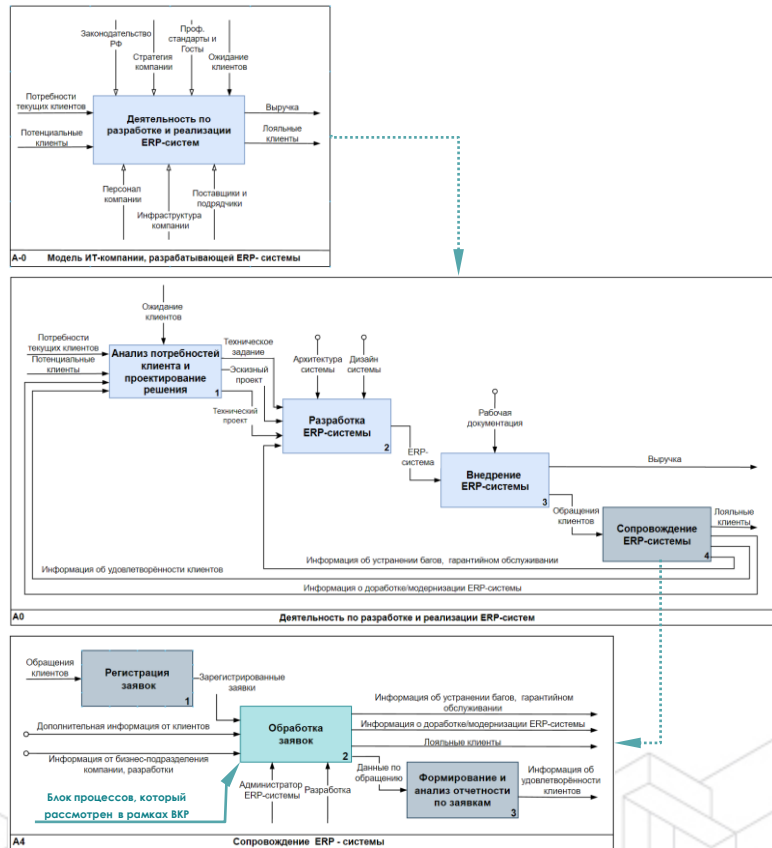 Законодательство
РФ
Стратегия
компании
Проф.
стандарты и
Госты
Ожидание
клиентов
Потребности
текущих клиентов
Потенциальные
клиенты
Деятельность по
разработке и реализации
ERP-систем
Выручка
Лояльные
клиенты
Персонал
компании
Инфраструктура
компании
Поставщики и
подрядчики
A-0 Модель ИТ-компании, разрабатывающей ERP- системы
Ожидание
клиентов
Потребности
текущих клиентов
Потенциальные
клиенты
Анализ потребностей
клиента и
проектирование
решения
1
Техническое
задание
Эскизный
проект
Технический
проект
Архитектура
системы
Дизайн
системы
Разработка
ERP-системы
2
ERP-
система
Рабочая
документация
Внедрение
ERP-системы
3
Выручка
Обращения
клиентов
Сопровождение
ERP-системы
4
Лояльные
клиенты
Информация об устранении багов, гарантийном обслуживании
Информация об удовлетворённости клиентов
Информация о доработке/модернизации ERP-системы
A0 Деятельность по разработке и реализации ERP-систем
Обращения
клиентов
Регистрация
заявок
1
Зарегистрированные
заявки
Дополнительная информация от клиентов
Информация от бизнес-подразделения
компании, разработки
Обработка
заявок
2
Информация об устранении багов, гарантийном
обслуживании
Информация о доработке/модернизации ERP-системы
Лояльные клиенты
Данные по
обращению
Администратор
ERP-системы
Разработка
Формирование и
анализ отчетности
по заявкам
3
Информация об
удовлетворённости
клиентов
Блок процессов, который
рассмотрен в рамках ВКР
A4 Сопровождение ERP - системы